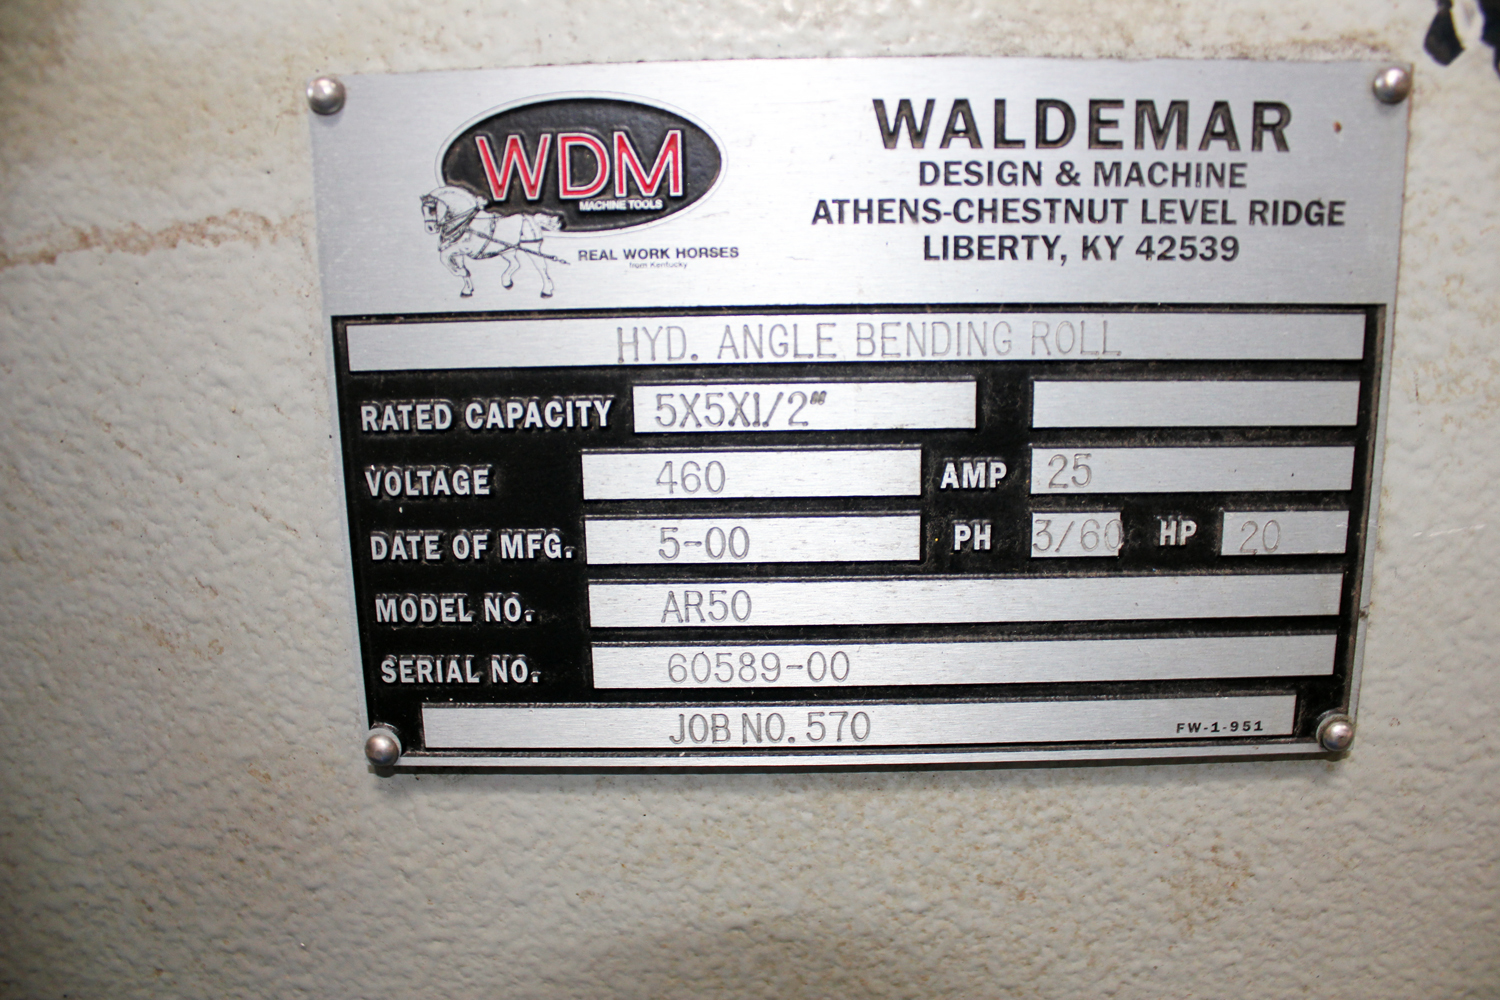 WDM
MACHINE TOOLS
REAL WORK HORSES
from Kentucky
WALDEMAR
DESIGN & MACHINE
ATHENS-CHESTNUT LEVEL RIDGE
LIBERTY, KY 42539
HYD. ANGLE BENDING ROLL
RATED CAPACITY 5X5X1/2"
VOLTAGE 460 AMP 25
DATE OF MFG. 5-00 PH 3/60 HP 20
MODEL NO. AR50
SERIAL NO. 60589-00
JOB NO. 570 FW-1-951